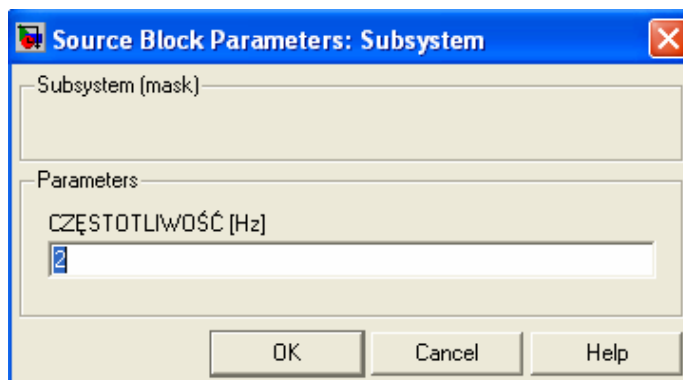 Source Block Parameters: Subsystem
Subsystem (mask)
Parameters
CZĘSTOTLIWOŚĆ [Hz]
2
OK Cancel Help